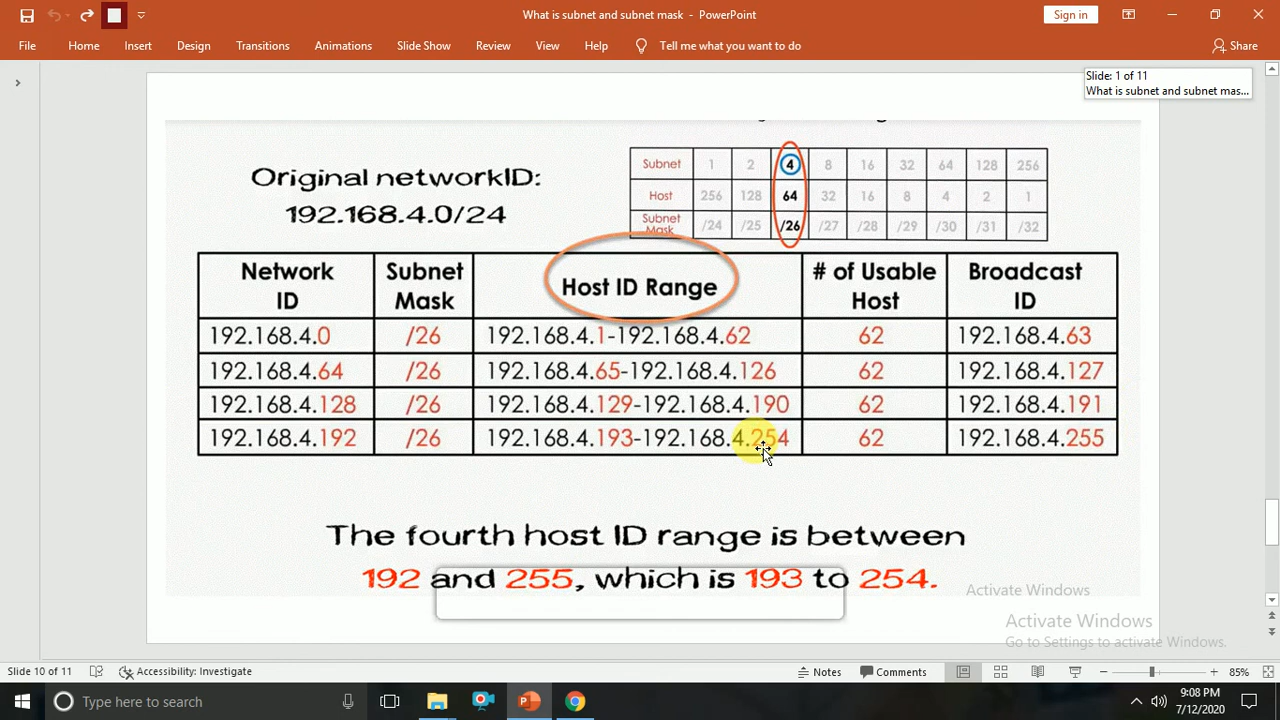 What is subnet and subnet mask - PowerPoint
Sign in
File Home Insert Design Transitions Animations Slide Show Review View Help Tell me what you want to do Share
Slide: 1 of 11
What is subnet and subnet mas...
Original networkID:
192.168.4.0/24
Subnet 1 2 4 8 16 32 64 128 256
Host 256 128 64 32 16 8 4 2 1
Subnet Mask /24 /25 /26 /27 /28 /29 /30 /31 /32
Network ID Subnet Mask Host ID Range # of Usable Host Broadcast ID
192.168.4.0 /26 192.168.4.1-192.168.4.62 62 192.168.4.63
192.168.4.64 /26 192.168.4.65-192.168.4.126 62 192.168.4.127
192.168.4.128 /26 192.168.4.129-192.168.4.190 62 192.168.4.191
192.168.4.192 /26 192.168.4.193-192.168.4.254 62 192.168.4.255
The fourth host ID range is between
192 and 255, which is 193 to 254.
Activate Windows
Activate Windows
Go to Settings to activate Windows.
Slide 10 of 11 Accessibility: Investigate Notes Comments 85%
Type here to search
9:08 PM
7/12/2020